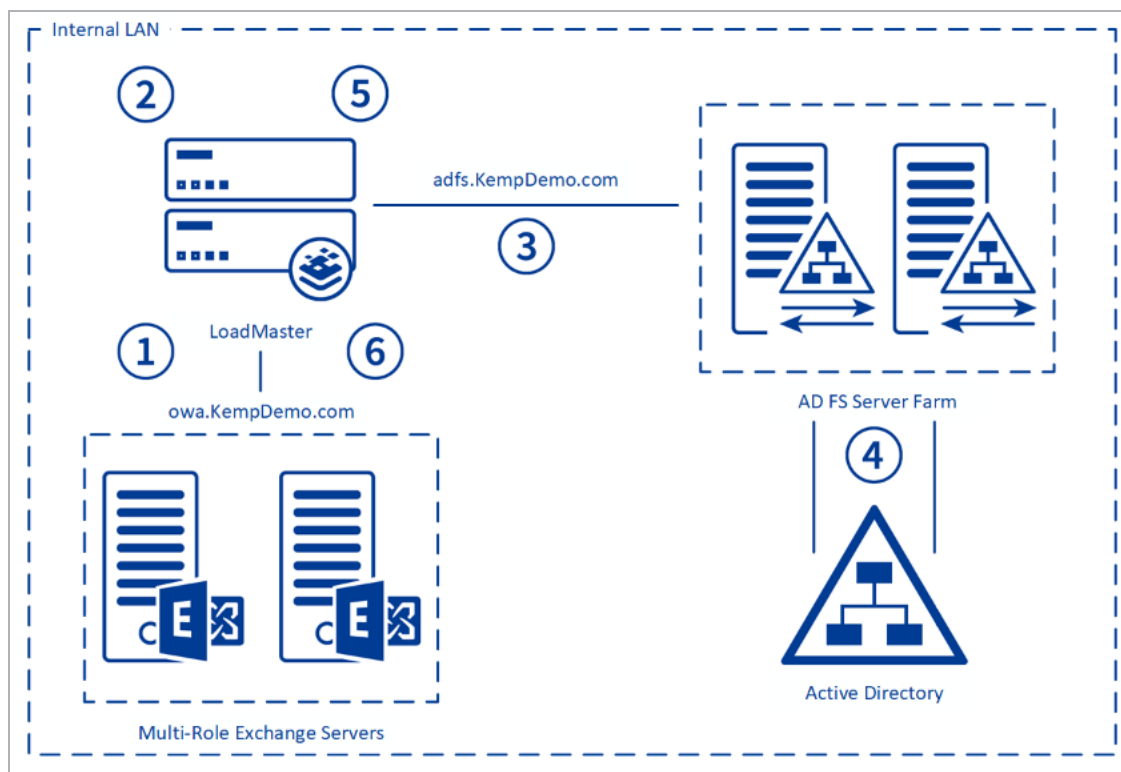 Internal LAN
2
5
adfs.KempDemo.com
3
LoadMaster
1
6
owa.KempDemo.com
AD FS Server Farm
4
C E
C E
Active Directory
Multi-Role Exchange Servers